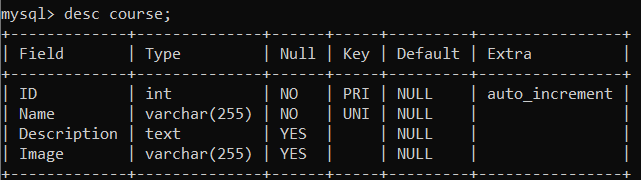 mysql> desc course;
+-------------+--------------+------+-----+---------+----------------+
| Field       | Type         | Null | Key | Default | Extra          |
+-------------+--------------+------+-----+---------+----------------+
| ID          | int          | NO   | PRI | NULL    | auto_increment |
| Name        | varchar(255) | NO   | UNI | NULL    |                |
| Description | text         | YES  |     | NULL    |                |
| Image       | varchar(255) | YES  |     | NULL    |                |
+-------------+--------------+------+-----+---------+----------------+